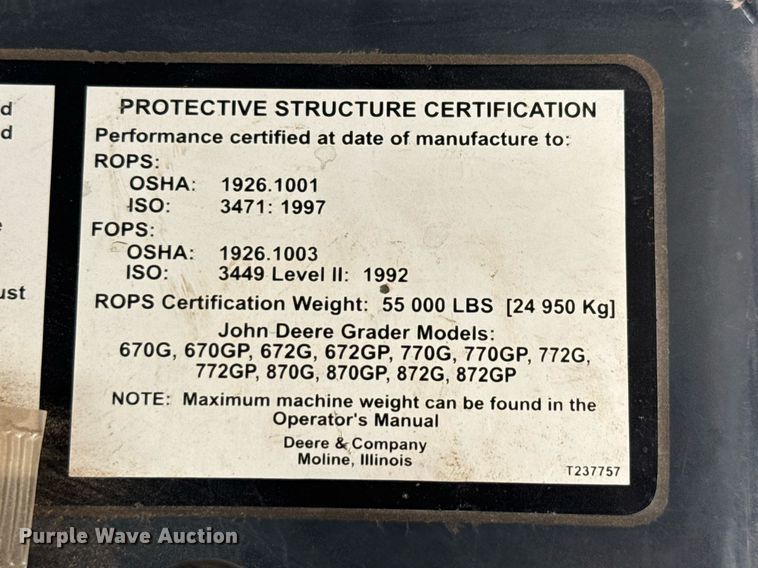 PROTECTIVE STRUCTURE CERTIFICATION
Performance certified at date of manufacture to:
ROPS:
OSHA: 1926.1001
ISO: 3471: 1997
FOPS:
OSHA: 1926.1003
ISO: 3449 Level II: 1992
ROPS Certification Weight: 55 000 LBS [24 950 Kg]
John Deere Grader Models:
670G, 670GP, 672G, 672GP, 770G, 770GP, 772G,
772GP, 870G, 870GP, 872G, 872GP
NOTE: Maximum machine weight can be found in the
Operator's Manual
Deere & Company
Moline, Illinois
T237757
Purple Wave Auction